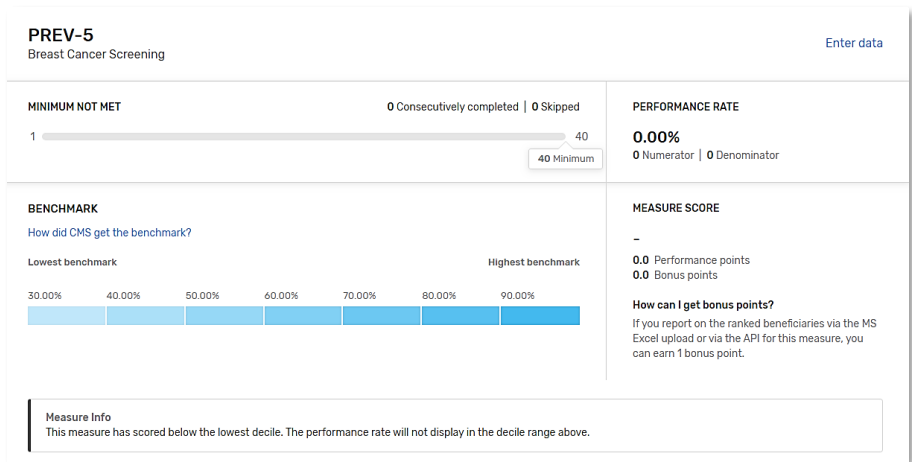 PREV-5
Breast Cancer Screening
Enter data
MINIMUM NOT MET
0 Consecutively completed | 0 Skipped
1
40
40 Minimum
PERFORMANCE RATE
0.00%
0 Numerator | 0 Denominator
BENCHMARK
How did CMS get the benchmark?
Lowest benchmark
Highest benchmark
30.00% 40.00% 50.00% 60.00% 70.00% 80.00% 90.00%
MEASURE SCORE
–
0.0 Performance points
0.0 Bonus points
How can I get bonus points?
If you report on the ranked beneficiaries via the MS
Excel upload or via the API for this measure, you
can earn 1 bonus point.
Measure Info
This measure has scored below the lowest decile. The performance rate will not display in the decile range above.